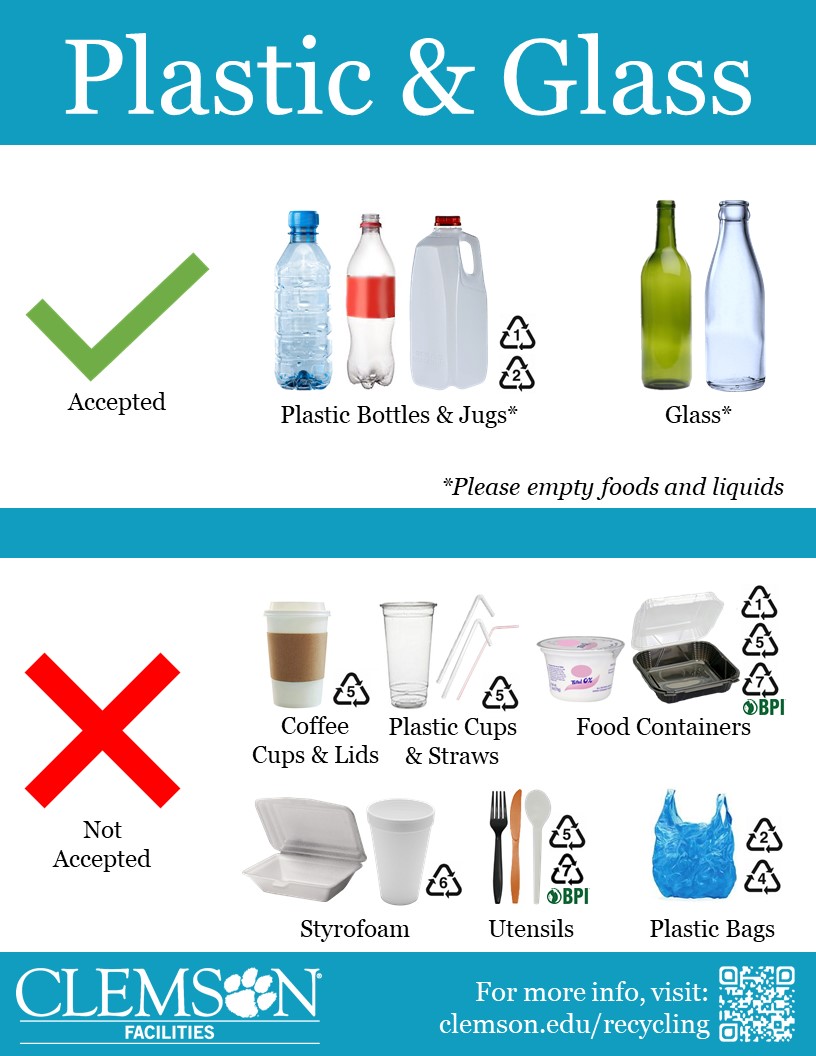 Plastic & Glass
1
2
Accepted
Plastic Bottles & Jugs*
Glass*
*Please empty foods and liquids
5
5
1
5
7
BPI
Coffee
Cups & Lids
Plastic Cups
& Straws
Food Containers
Total 0%
Not
Accepted
6
5
7
BPI
2
4
Styrofoam
Utensils
Plastic Bags
CLEMSON®
FACILITIES
For more info, visit:
clemson.edu/recycling